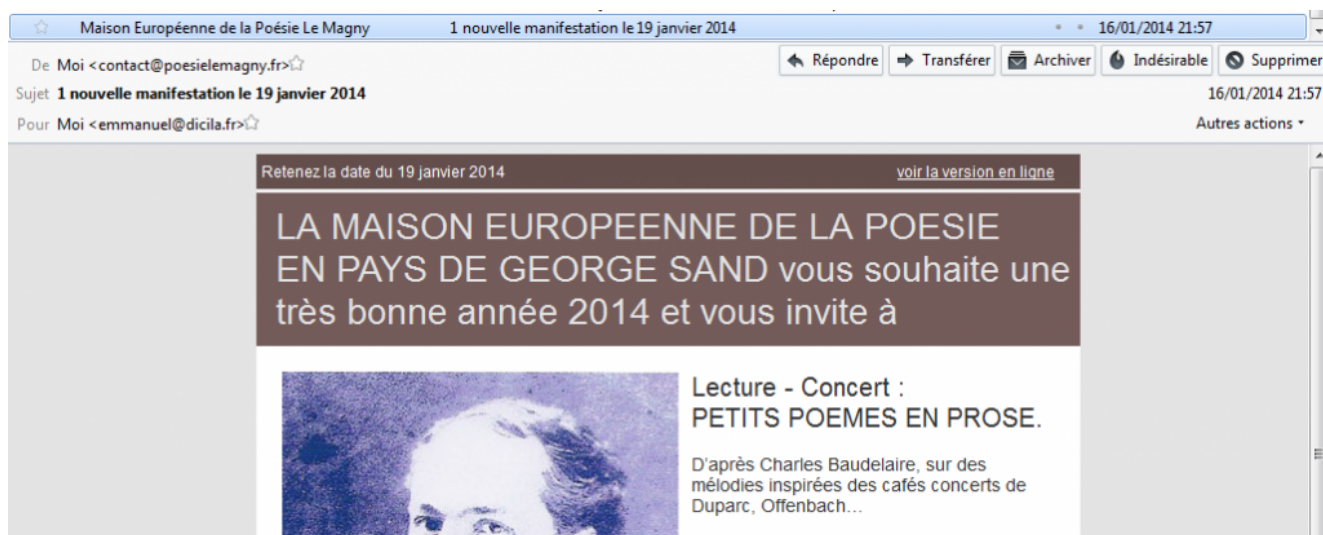 Maison Européenne de la Poésie Le Magny 1 nouvelle manifestation le 19 janvier 2014 16/01/2014 21:57
De Moi <contact@poesielemagny.fr> Répondre Transférer Archiver Indésirable Supprimer
Sujet 1 nouvelle manifestation le 19 janvier 2014 16/01/2014 21:57
Pour Moi <emmanuel@dicila.fr> Autres actions
Retenez la date du 19 janvier 2014 voir la version en ligne
LA MAISON EUROPEENNE DE LA POESIE
EN PAYS DE GEORGE SAND vous souhaite une
très bonne année 2014 et vous invite à
Lecture - Concert :
PETITS POEMES EN PROSE.
D'après Charles Baudelaire, sur des
mélodies inspirées des cafés concerts de
Duparc, Offenbach...